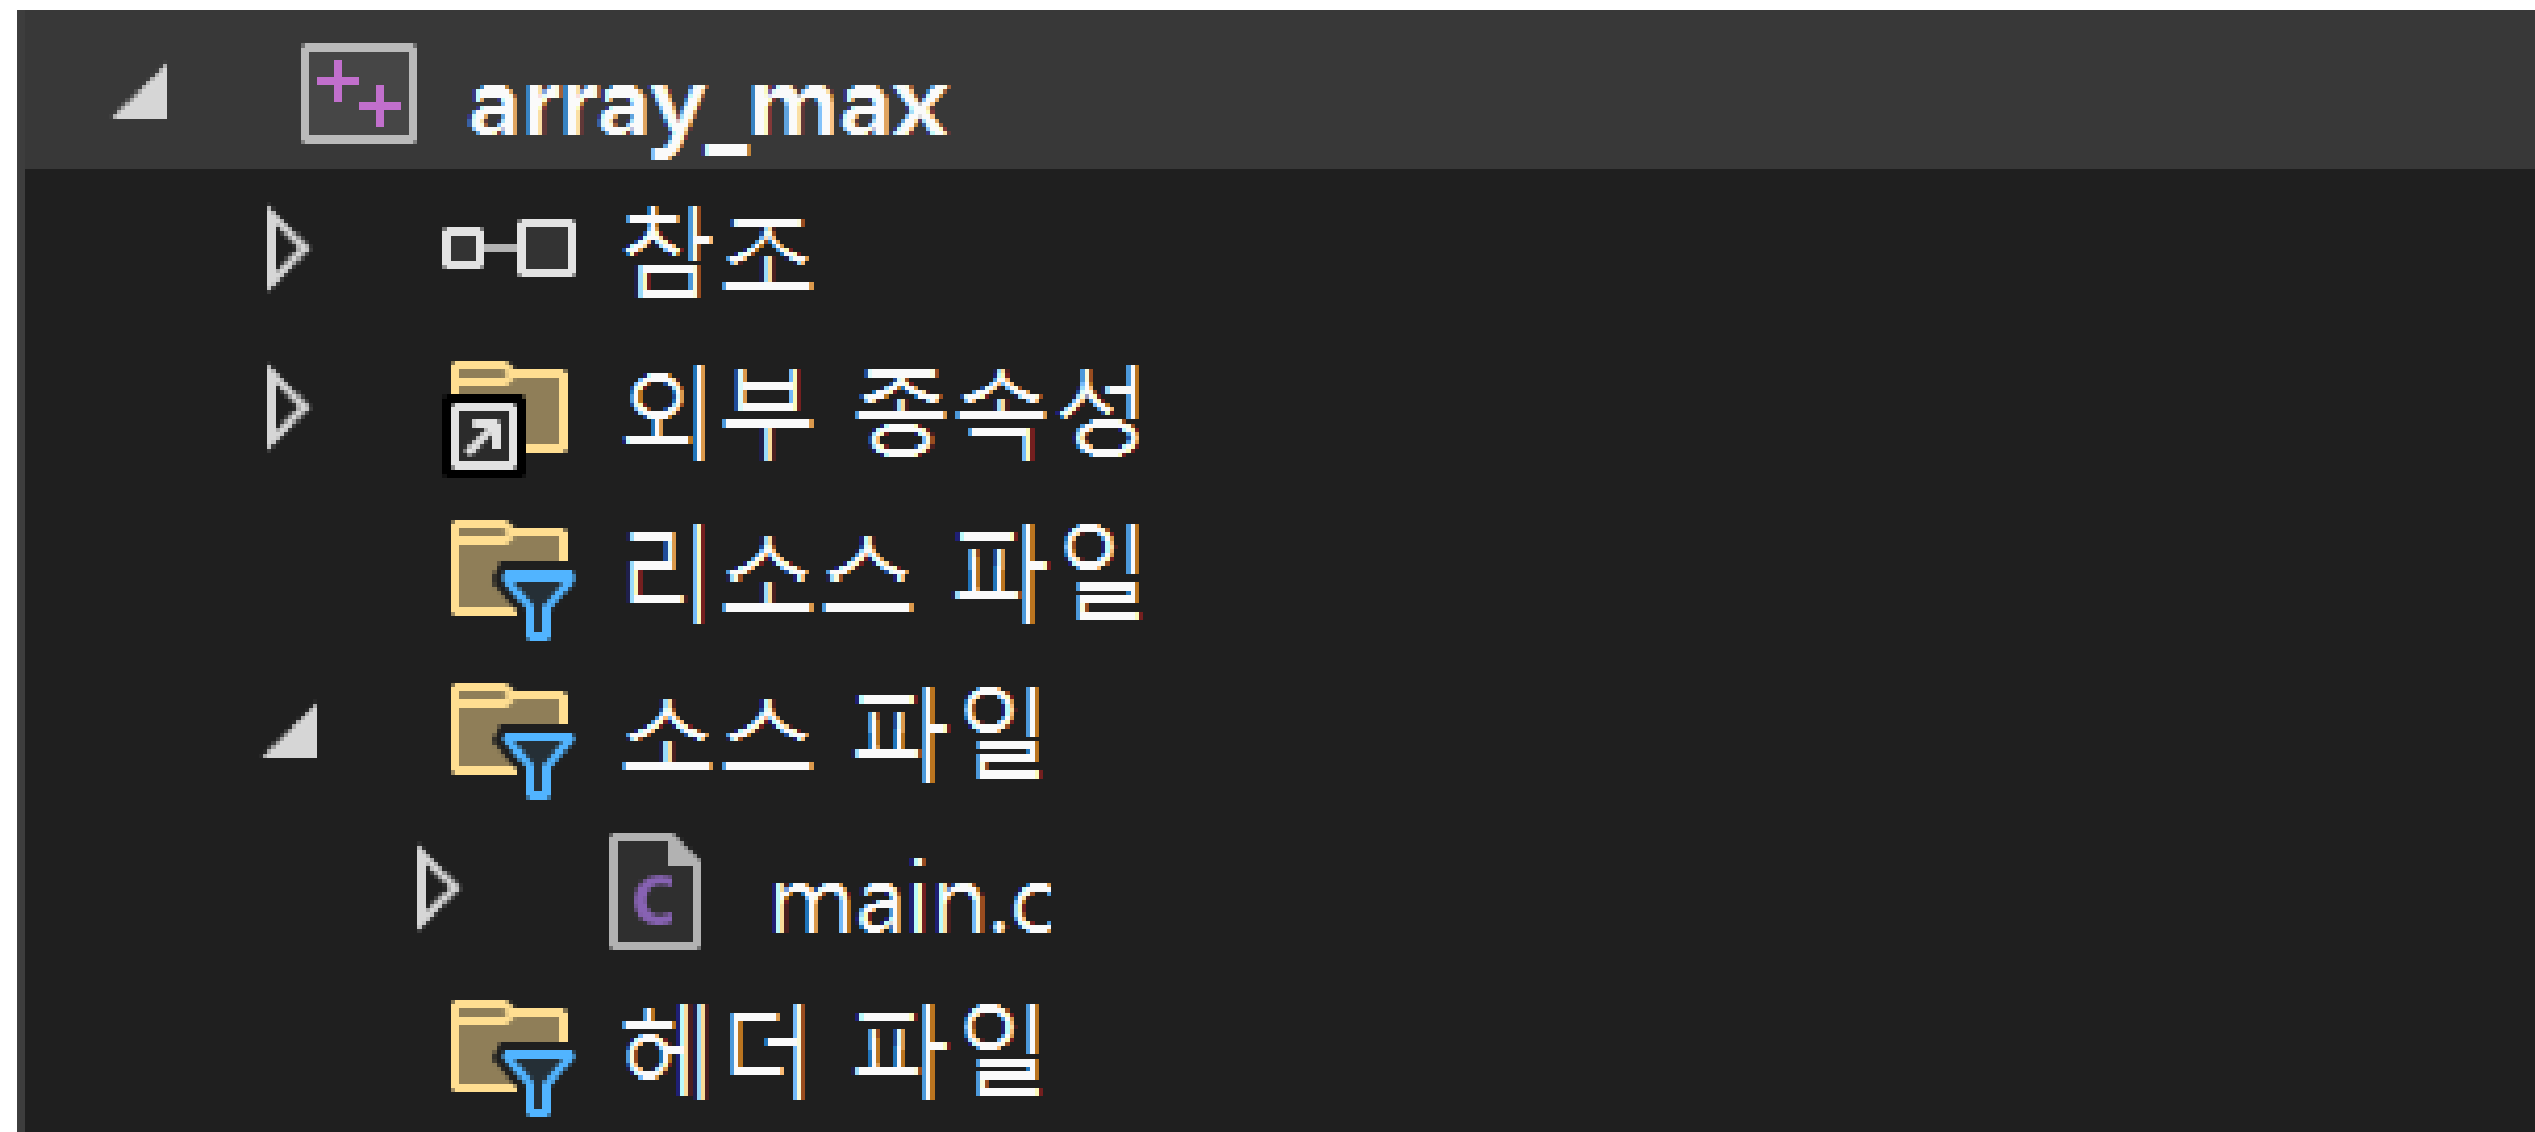 array_max
참조
외부 종속성
리소스 파일
소스 파일
main.c
헤더 파일